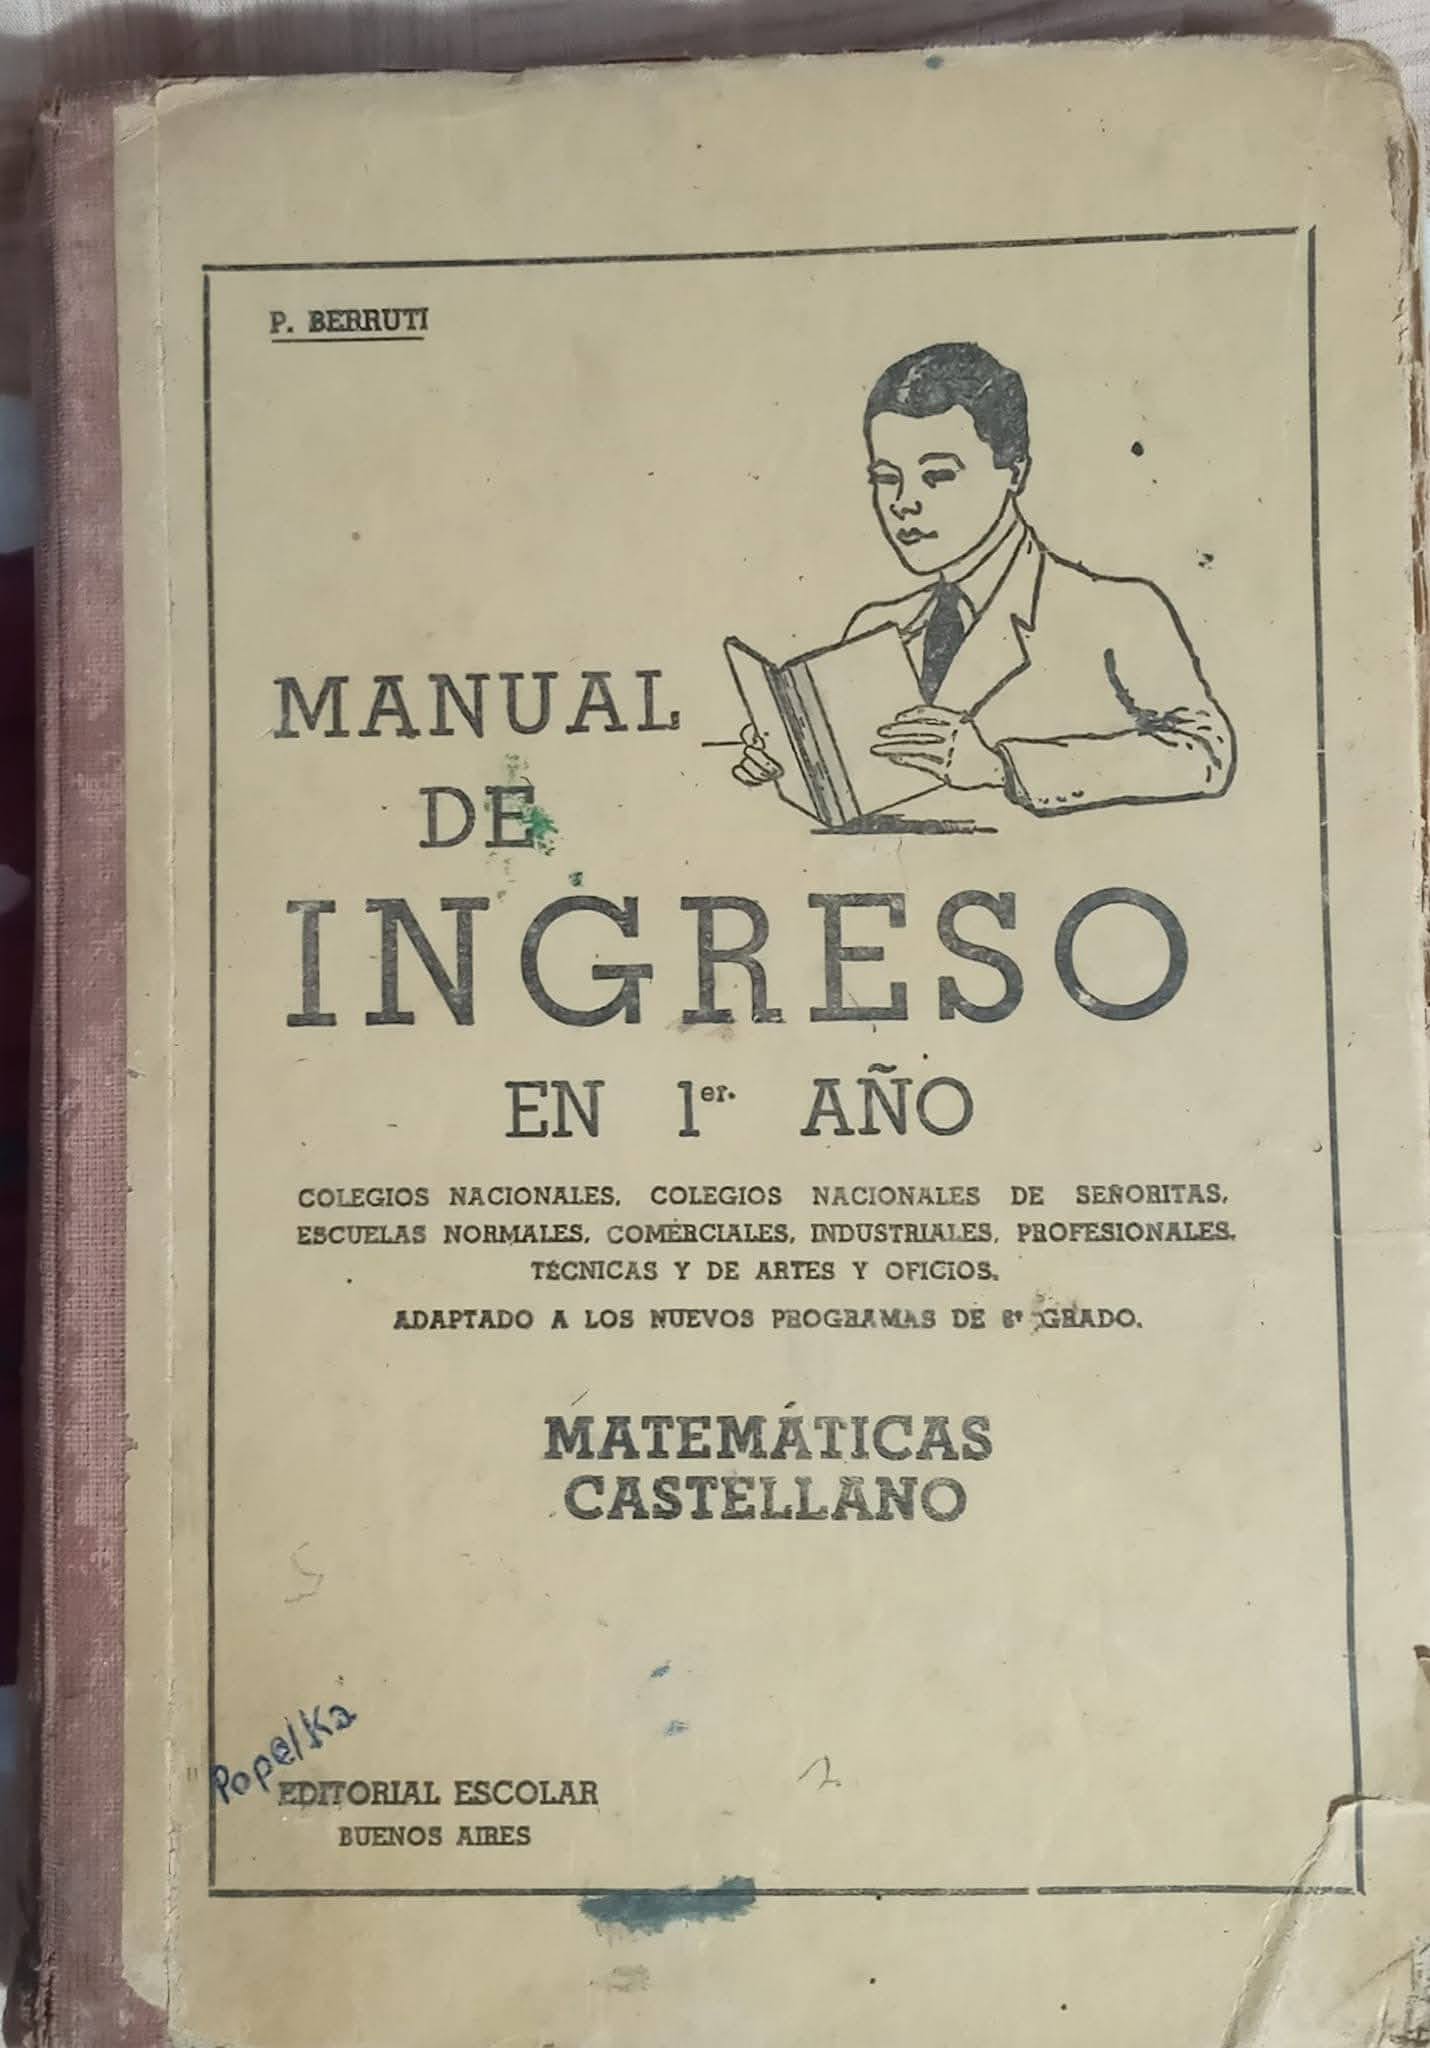 P. BERRUTI
MANUAL
DE
INGRESO
EN 1er. AÑO
COLEGIOS NACIONALES, COLEGIOS NACIONALES DE SEÑORITAS,
ESCUELAS NORMALES, COMERCIALES, INDUSTRIALES, PROFESIONALES,
TÉCNICAS Y DE ARTES Y OFICIOS.
ADAPTADO A LOS NUEVOS PROGRAMAS DE 6º GRADO.
MATEMÁTICAS
CASTELLANO
Popelka
EDITORIAL ESCOLAR
BUENOS AIRES